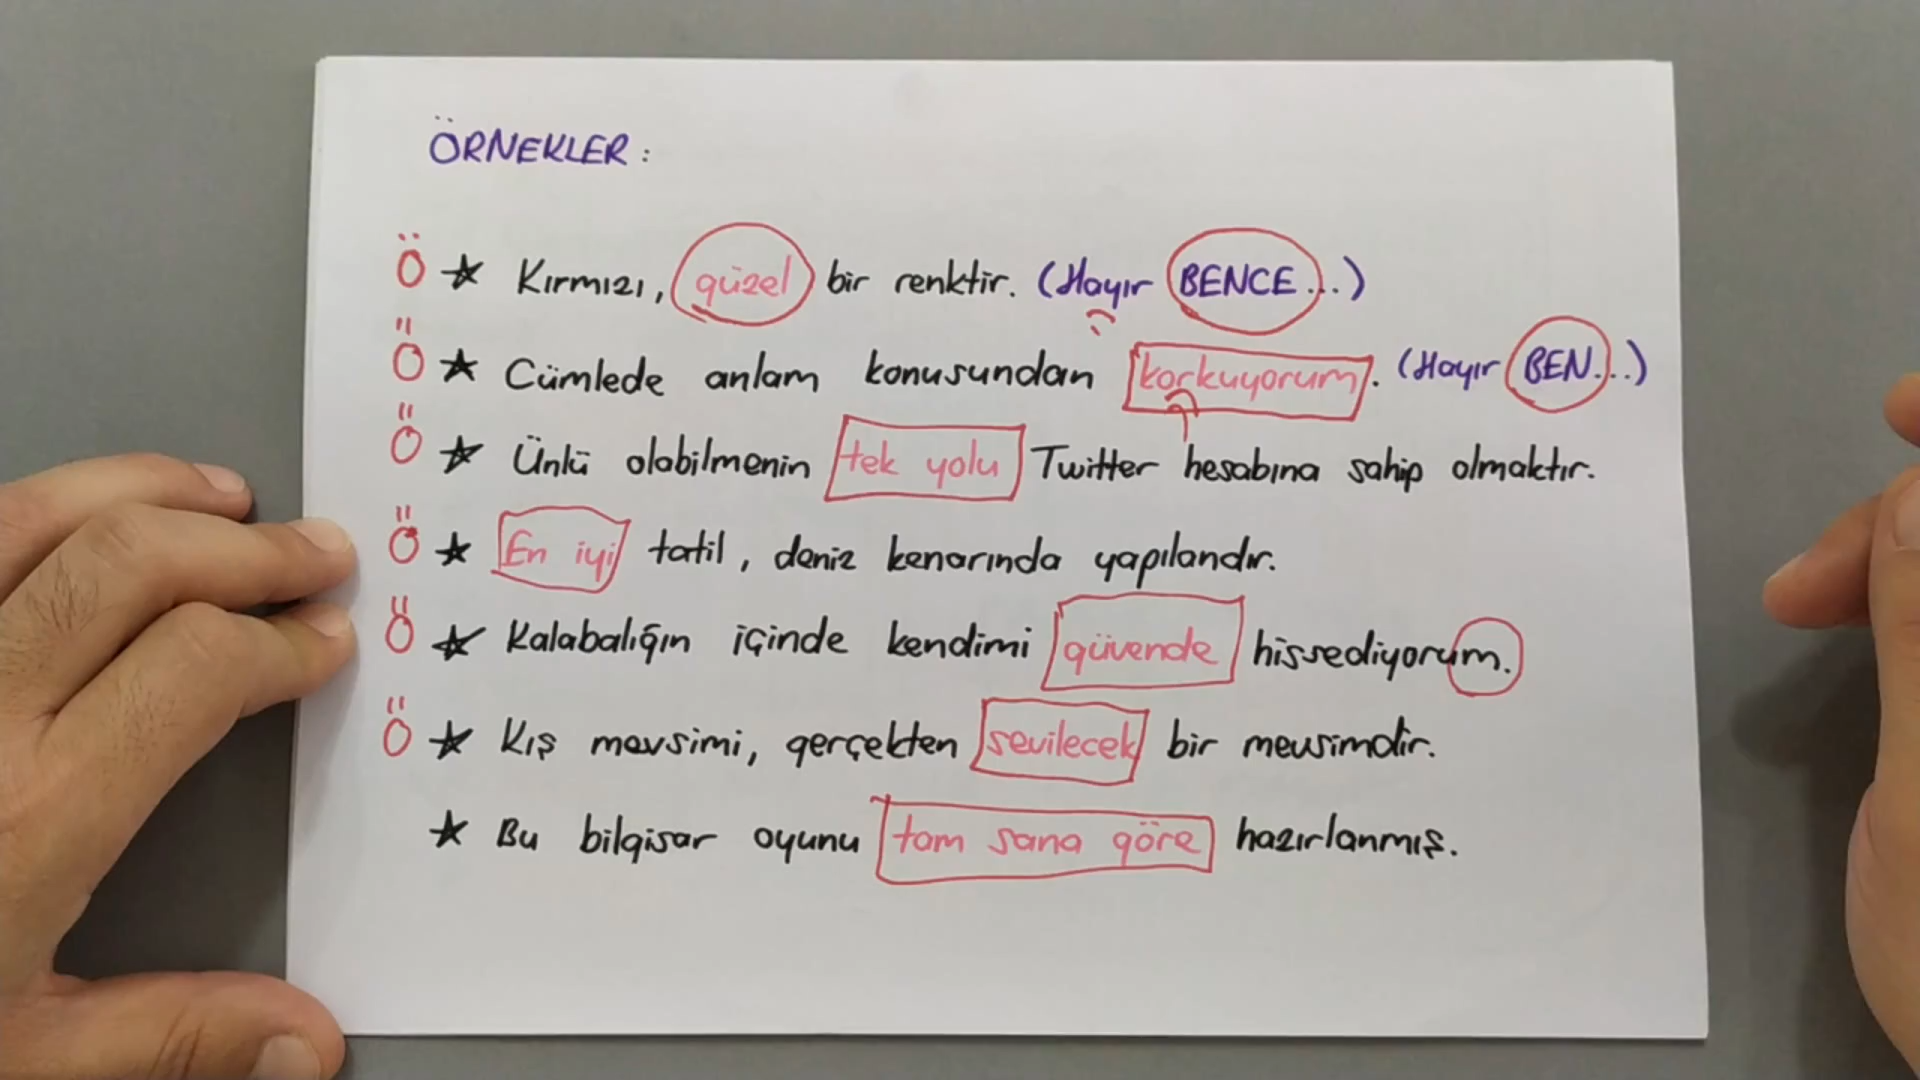 ÖRNEKLER:
Ö ★ Kırmızı, güzel bir renktir. (Hayır BENCE...)
Ö ★ Cümlede anlam konusundan korkuyorum. (Hayır BEN...)
Ö ★ Ünlü olabilmenin tek yolu Twitter hesabına sahip olmaktır.
Ö ★ En iyi tatil, deniz kenarında yapılandır.
Ö ★ Kalabalığın içinde kendimi güvende hissediyorum.
Ö ★ Kış mevsimi, gerçekten sevilecek bir mevsimdir.
★ Bu bilgisar oyunu tam sana göre hazırlanmış.